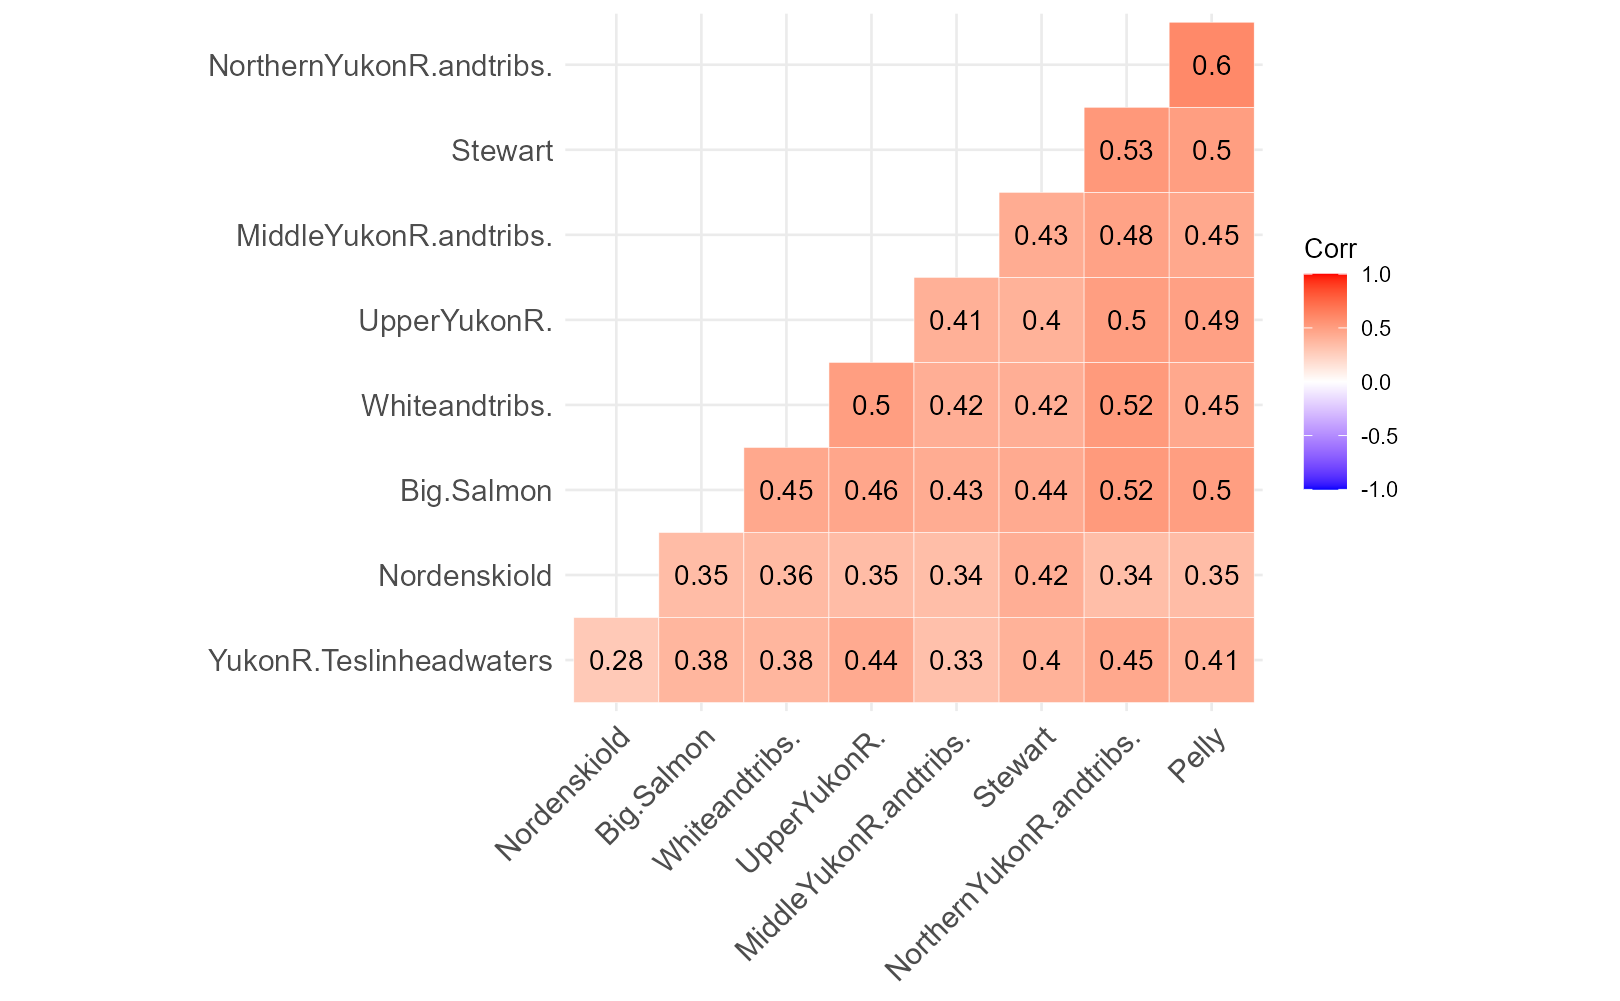 NorthernYukonR.andtribs.
0.6
Stewart
0.53 0.5
MiddleYukonR.andtribs.
0.43 0.48 0.45
UpperYukonR.
0.41 0.4 0.5 0.49
Whiteandtribs.
0.5 0.42 0.42 0.52 0.45
Big.Salmon
0.45 0.46 0.43 0.44 0.52 0.5
Nordenskiold
0.35 0.36 0.35 0.34 0.42 0.34 0.35
YukonR.Teslinheadwaters
0.28 0.38 0.38 0.44 0.33 0.4 0.45 0.41
Nordenskiold
Big.Salmon
Whiteandtribs.
UpperYukonR.
MiddleYukonR.andtribs.
Stewart
NorthernYukonR.andtribs.
Pelly
Corr
1.0
0.5
0.0
-0.5
-1.0